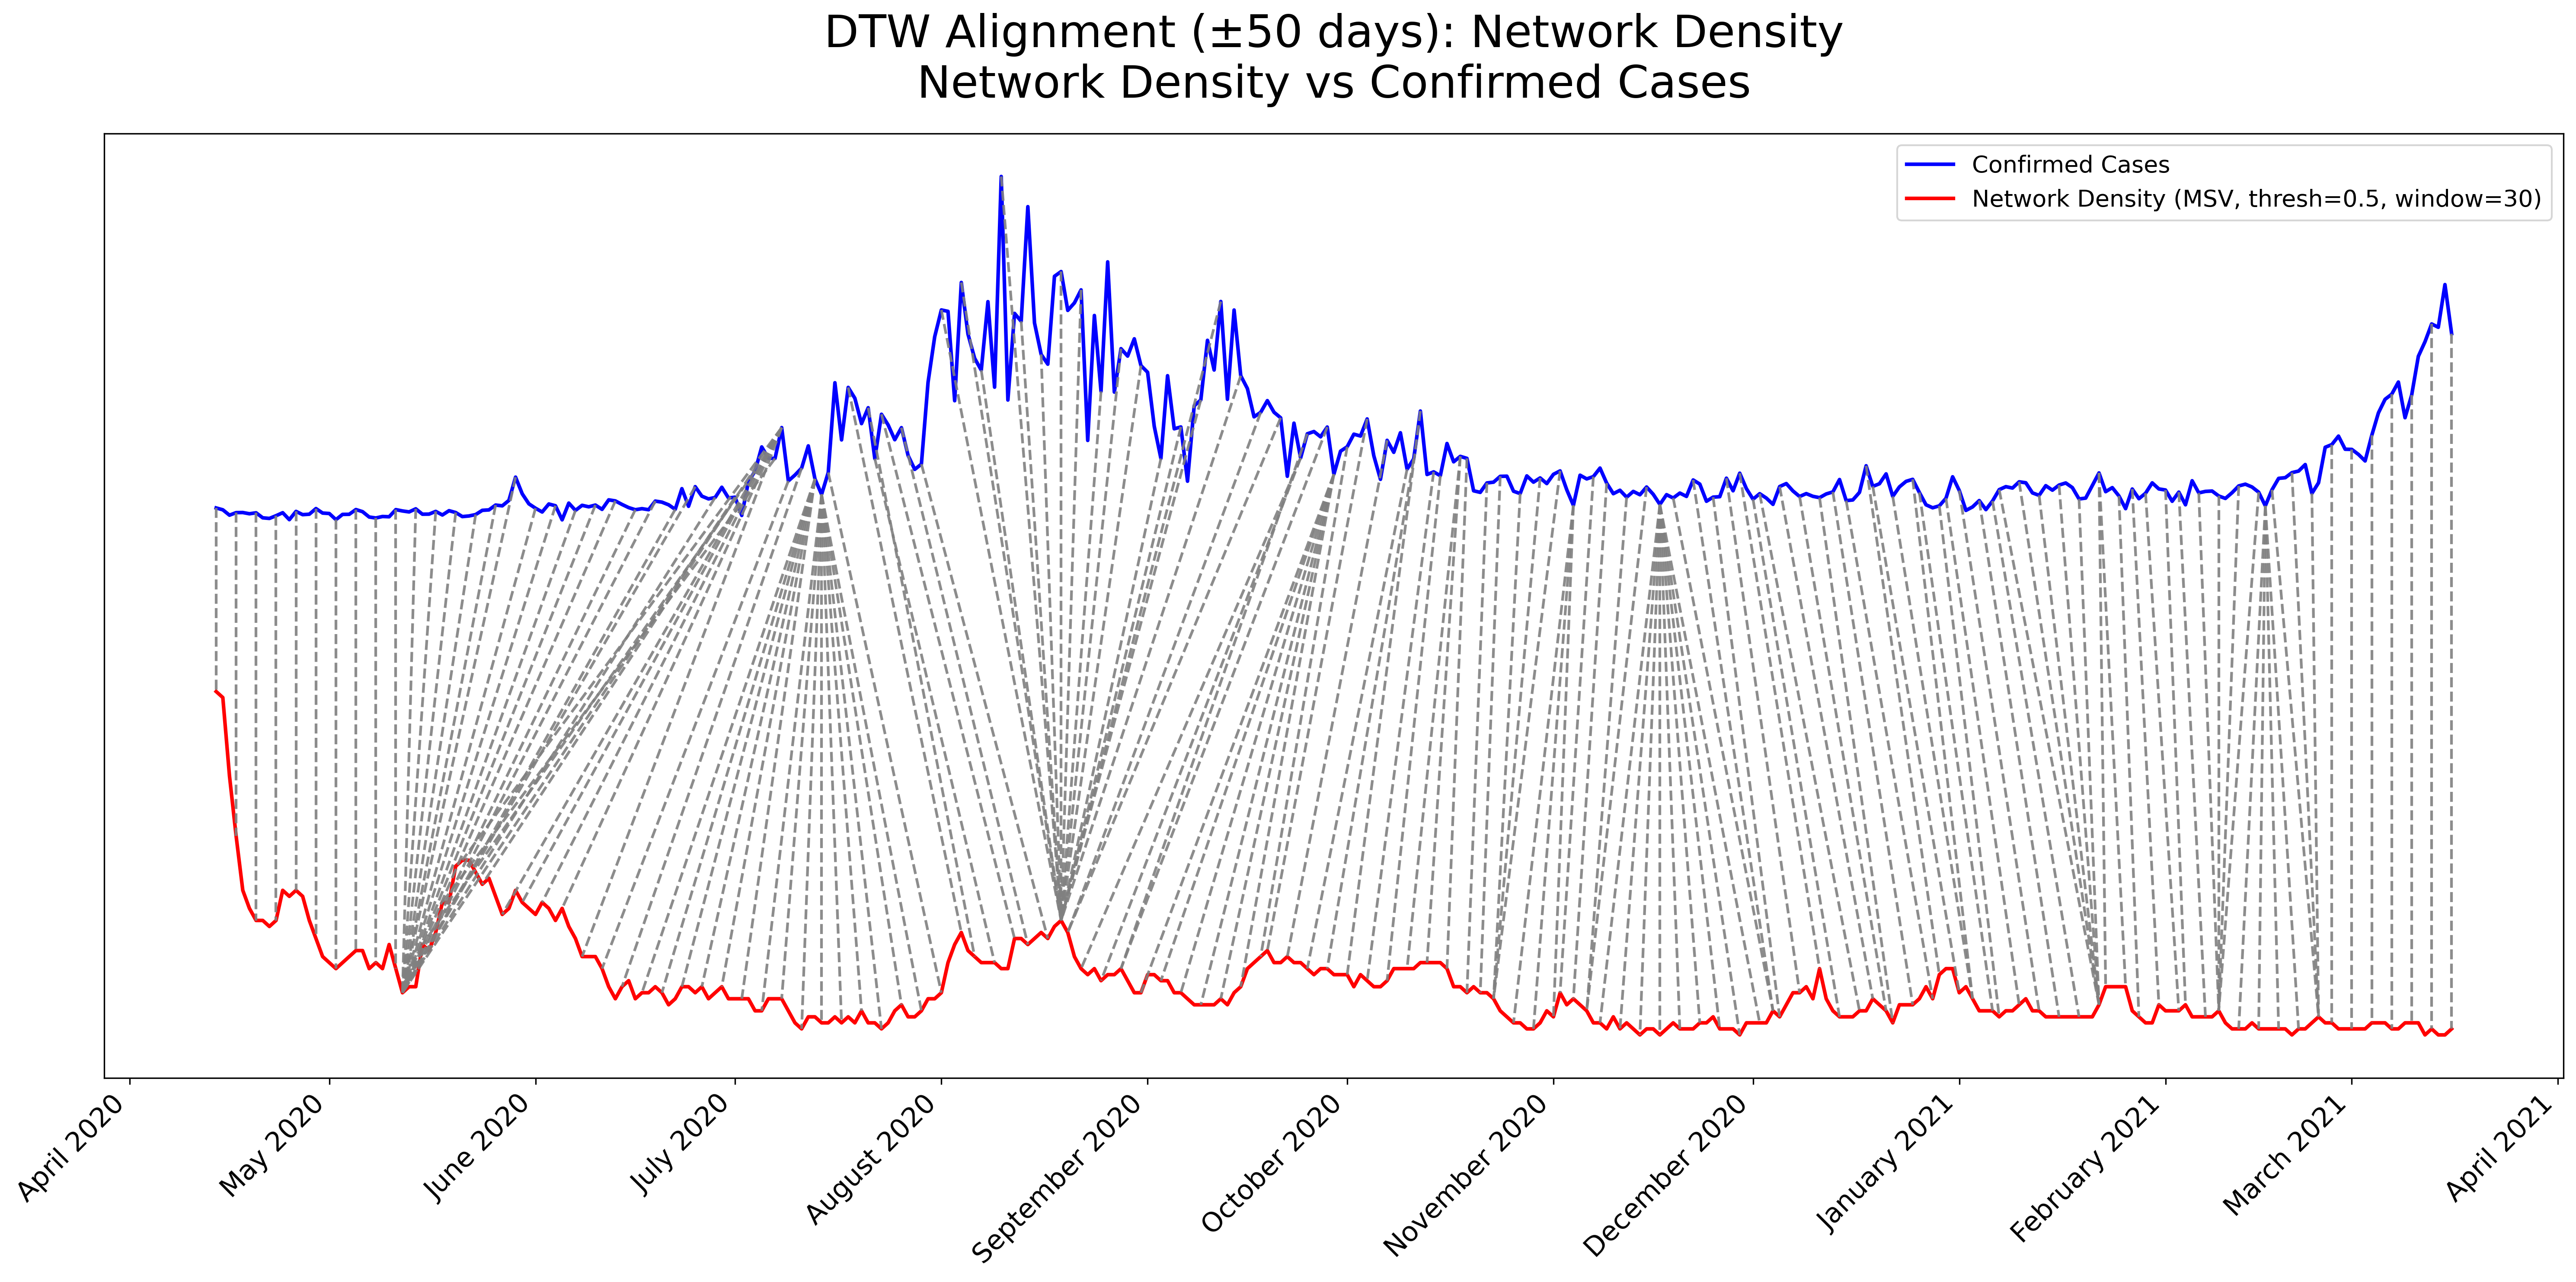 DTW Alignment (±50 days): Network Density
Network Density vs Confirmed Cases
Confirmed Cases
Network Density (MSV, thresh=0.5, window=30)
April 2020
May 2020
June 2020
July 2020
August 2020
September 2020
October 2020
November 2020
December 2020
January 2021
February 2021
March 2021
April 2021